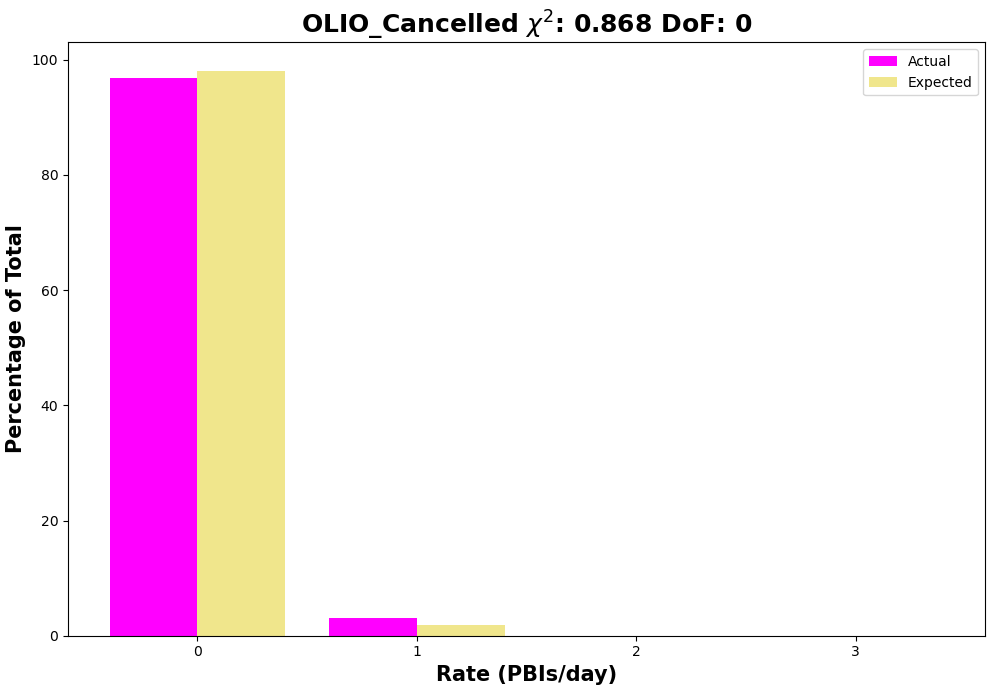 OLIO_Cancelled χ²: 0.868 DoF: 0
Actual
Expected
100
80
60
40
20
0
Percentage of Total
0 1 2 3
Rate (PBIs/day)